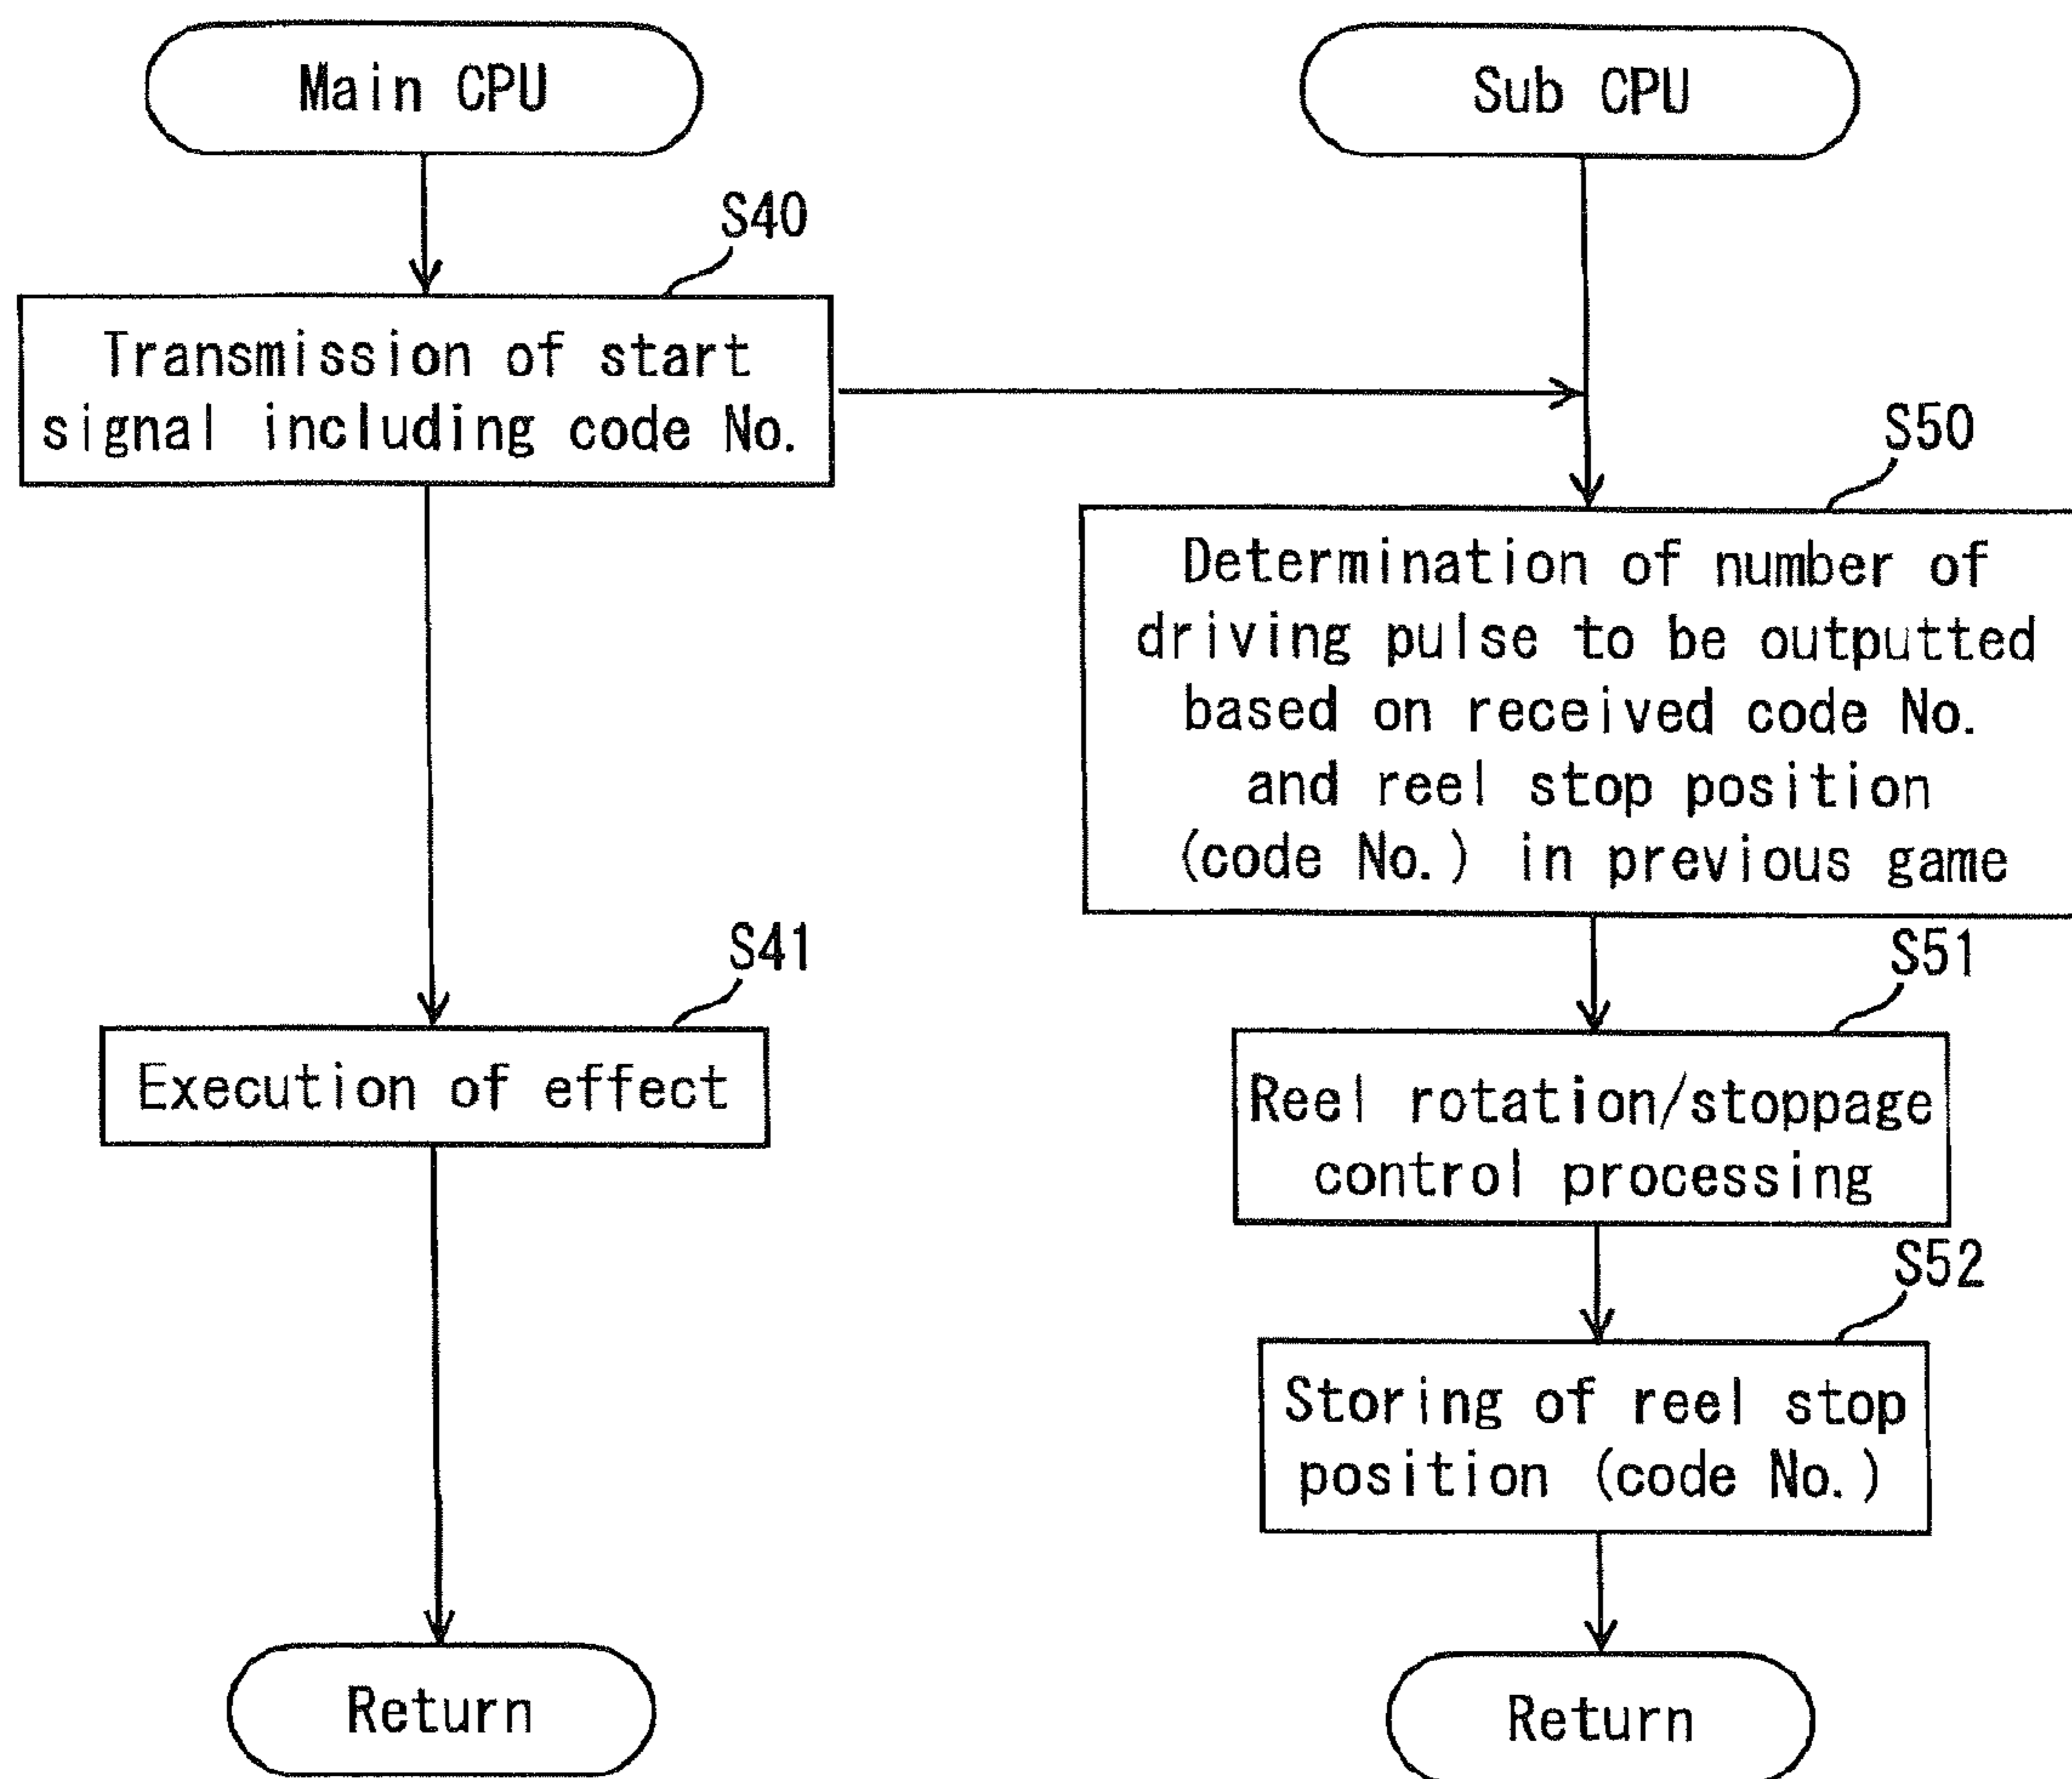 Main CPU
S40
Transmission of start
signal including code No.
S41
Execution of effect
Return
Sub CPU
S50
Determination of number of
driving pulse to be outputted
based on received code No.
and reel stop position
(code No.) in previous game
S51
Reel rotation/stoppage
control processing
S52
Storing of reel stop
position (code No.)
Return